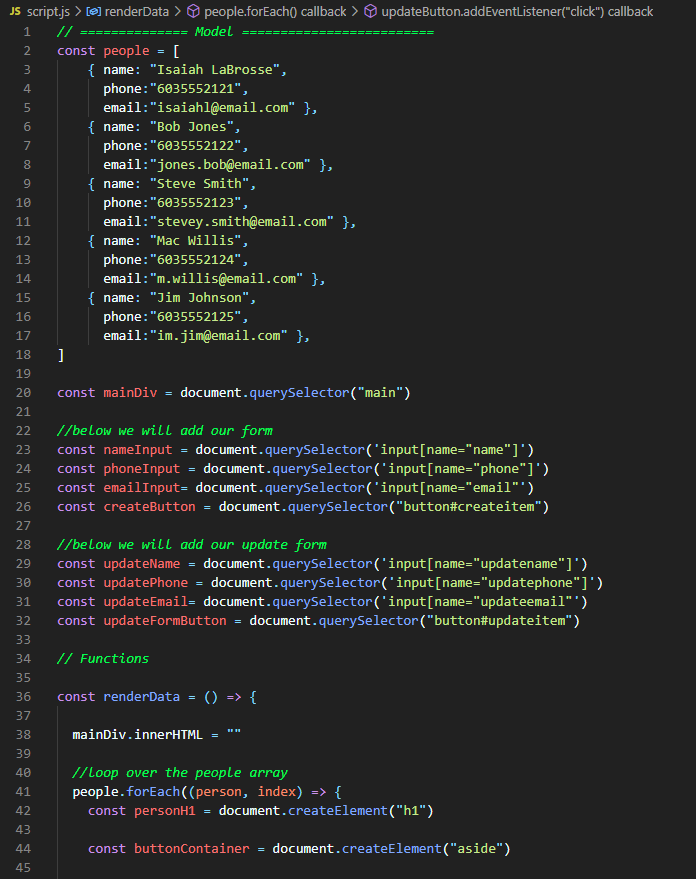 JS script.js > renderData > people.forEach() callback > updateButton.addEventListener("click") callback
1 // ============== Model =========================
2 const people = [
3 { name: "Isaiah LaBrosse",
4 phone:"6035552121",
5 email:"isaiahl@email.com" },
6 { name: "Bob Jones",
7 phone:"6035552122",
8 email:"jones.bob@email.com" },
9 { name: "Steve Smith",
10 phone:"6035552123",
11 email:"stevey.smith@email.com" },
12 { name: "Mac Willis",
13 phone:"6035552124",
14 email:"m.willis@email.com" },
15 { name: "Jim Johnson",
16 phone:"6035552125",
17 email:"im.jim@email.com" },
18 ]
19
20 const mainDiv = document.querySelector("main")
21
22 //below we will add our form
23 const nameInput = document.querySelector('input[name="name"]')
24 const phoneInput = document.querySelector('input[name="phone"]')
25 const emailInput= document.querySelector('input[name="email"')
26 const createButton = document.querySelector("button#createitem")
27
28 //below we will add our update form
29 const updateName = document.querySelector('input[name="updatename"]')
30 const updatePhone = document.querySelector('input[name="updatephone"]')
31 const updateEmail= document.querySelector('input[name="updateemail"')
32 const updateFormButton = document.querySelector("button#updateitem")
33
34 // Functions
35
36 const renderData = () => {
37
38 mainDiv.innerHTML = ""
39
40 //loop over the people array
41 people.forEach((person, index) => {
42 const personH1 = document.createElement("h1")
43
44 const buttonContainer = document.createElement("aside")
45